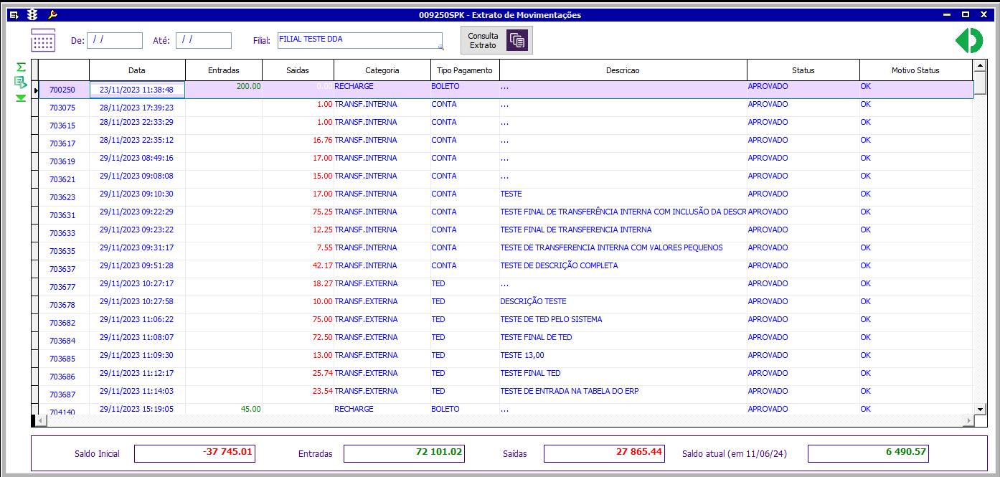 009250SPK - Extrato de Movimentações
De: / / Até: / / Filial: FILIAL TESTE DDA Consulta Extrato
Data Entradas Saidas Categoria Tipo Pagamento Descricao Status Motivo Status
700250 23/11/2023 11:38:48 200.00 0.00 RECHARGE BOLETO ... APROVADO OK
703075 28/11/2023 17:39:23 1.00 TRANSF.INTERNA CONTA ... APROVADO OK
703615 28/11/2023 22:33:29 1.00 TRANSF.INTERNA CONTA ... APROVADO OK
703617 28/11/2023 22:35:12 16.76 TRANSF.INTERNA CONTA ... APROVADO OK
703619 29/11/2023 08:49:16 17.00 TRANSF.INTERNA CONTA ... APROVADO OK
703621 29/11/2023 09:08:08 15.00 TRANSF.INTERNA CONTA ... APROVADO OK
703623 29/11/2023 09:10:30 17.00 TRANSF.INTERNA CONTA TESTE APROVADO OK
703631 29/11/2023 09:22:29 75.25 TRANSF.INTERNA CONTA TESTE FINAL DE TRANSFERÊNCIA INTERNA COM INCLUSÃO DA DESCR APROVADO OK
703633 29/11/2023 09:23:22 12.25 TRANSF.INTERNA CONTA TESTE FINAL DE TRANSFERENCIA INTERNA APROVADO OK
703635 29/11/2023 09:31:17 7.55 TRANSF.INTERNA CONTA TESTE DE TRANSFERENCIA INTERNA COM VALORES PEQUENOS APROVADO OK
703637 29/11/2023 09:51:28 42.17 TRANSF.INTERNA CONTA TESTE DE DESCRIÇÃO COMPLETA APROVADO OK
703677 29/11/2023 10:27:17 18.27 TRANSF.EXTERNA TED ... APROVADO OK
703678 29/11/2023 10:27:58 10.00 TRANSF.EXTERNA TED DESCRIÇÃO TESTE APROVADO OK
703682 29/11/2023 11:06:22 75.00 TRANSF.EXTERNA TED TESTE DE TED PELO SISTEMA APROVADO OK
703684 29/11/2023 11:08:07 72.50 TRANSF.EXTERNA TED TESTE FINAL DE TED APROVADO OK
703685 29/11/2023 11:09:30 13.00 TRANSF.EXTERNA TED TESTE 13,00 APROVADO OK
703686 29/11/2023 11:12:17 25.74 TRANSF.EXTERNA TED TESTE FINAL TED APROVADO OK
703687 29/11/2023 11:14:03 23.54 TRANSF.EXTERNA TED TESTE DE ENTRADA NA TABELA DO ERP APROVADO OK
704140 29/11/2023 15:19:05 45.00 RECHARGE BOLETO ... APROVADO OK
Saldo Inicial -37 745.01 Entradas 72 101.02 Saídas 27 865.44 Saldo atual (em 11/06/24) 6 490.57